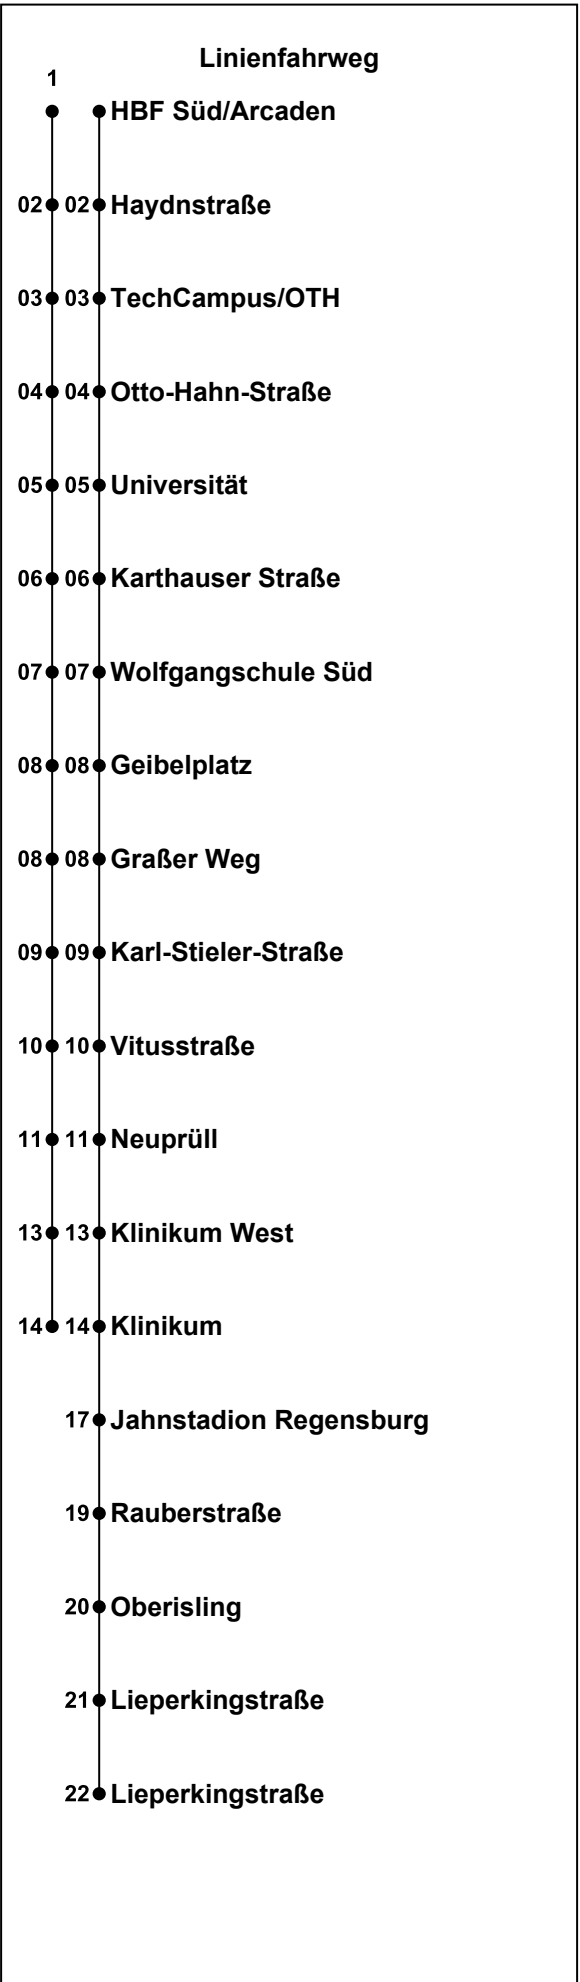 Linienfahrweg
1
HBF Süd/Arcaden
02 02 Haydnstraße
03 03 TechCampus/OTH
04 04 Otto-Hahn-Straße
05 05 Universität
06 06 Karthauser Straße
07 07 Wolfgangschule Süd
08 08 Geibelplatz
08 08 Graßer Weg
09 09 Karl-Stieler-Straße
10 10 Vitusstraße
11 11 Neuprüll
13 13 Klinikum West
14 14 Klinikum
17 Jahnstadion Regensburg
19 Rauberstraße
20 Oberisling
21 Lieperkingstraße
22 Lieperkingstraße